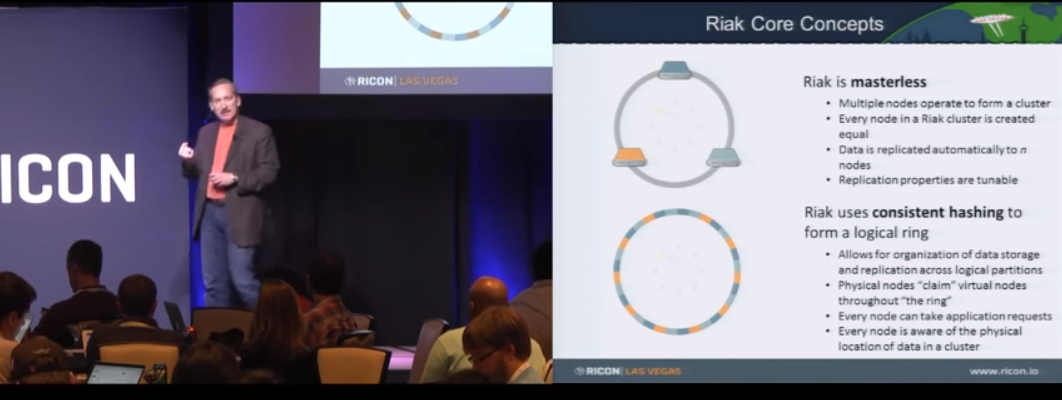 RICON | LAS VEGAS
ICON
Riak Core Concepts
Riak is masterless
• Multiple nodes operate to form a cluster
• Every node in a Riak cluster is created
equal
• Data is replicated automatically to n
nodes
• Replication properties are tunable
Riak uses consistent hashing to
form a logical ring
• Allows for organization of data storage
and replication across logical partitions
• Physical nodes “claim” virtual nodes
throughout “the ring”
• Every node can take application requests
• Every node is aware of the physical
location of data in a cluster
RICON | LAS VEGAS
www.ricon.io